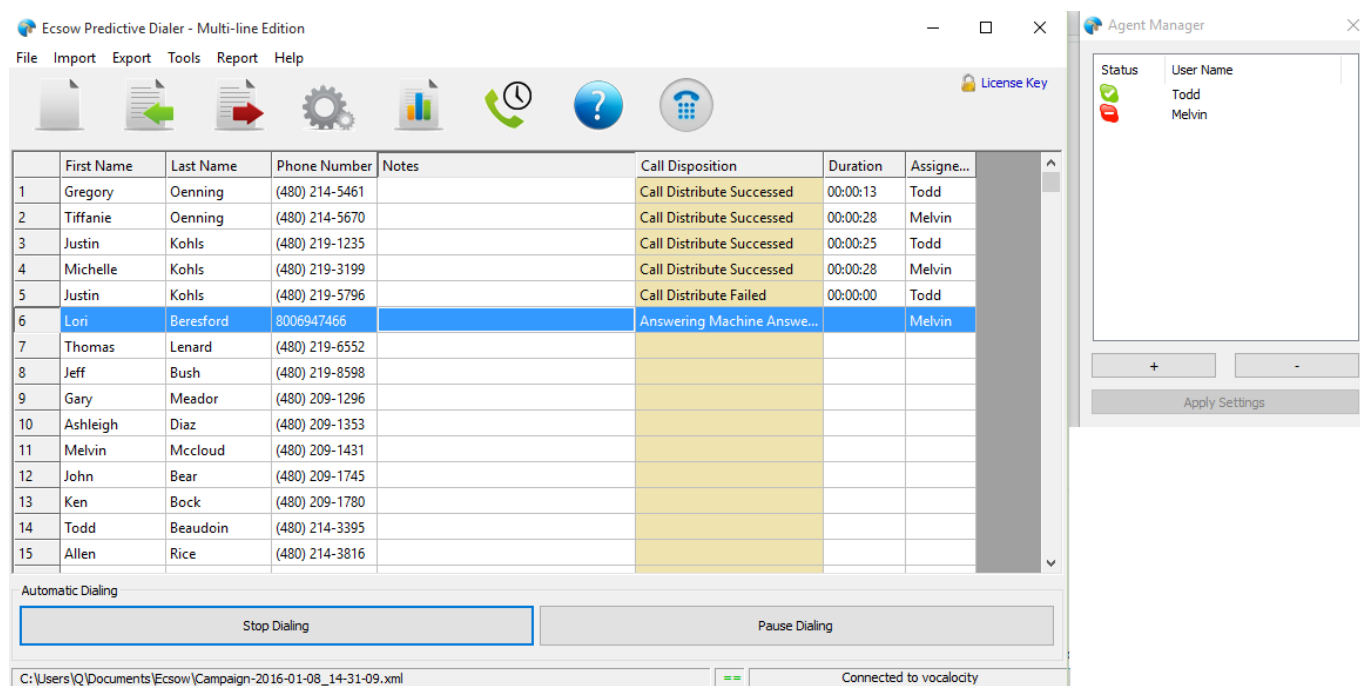 Ecsow Predictive Dialer - Multi-line Edition
File Import Export Tools Report Help
License Key
First Name Last Name Phone Number Notes Call Disposition Duration Assigne...
1 Gregory Oenning (480) 214-5461 Call Distribute Successed 00:00:13 Todd
2 Tiffanie Oenning (480) 214-5670 Call Distribute Successed 00:00:28 Melvin
3 Justin Kohls (480) 219-1235 Call Distribute Successed 00:00:25 Todd
4 Michelle Kohls (480) 219-3199 Call Distribute Successed 00:00:28 Melvin
5 Justin Kohls (480) 219-5796 Call Distribute Failed 00:00:00 Todd
6 Lori Beresford 8006947466 Answering Machine Answe... Melvin
7 Thomas Lenard (480) 219-6552
8 Jeff Bush (480) 219-8598
9 Gary Meador (480) 209-1296
10 Ashleigh Diaz (480) 209-1353
11 Melvin Mccloud (480) 209-1431
12 John Bear (480) 209-1745
13 Ken Bock (480) 209-1780
14 Todd Beaudoin (480) 214-3395
15 Allen Rice (480) 214-3816
Automatic Dialing
Stop Dialing Pause Dialing
C:\Users\Q\Documents\Ecsow\Campaign-2016-01-08_14-31-09.xml == Connected to vocalocity
Agent Manager
Status User Name
Todd
Melvin
+ -
Apply Settings